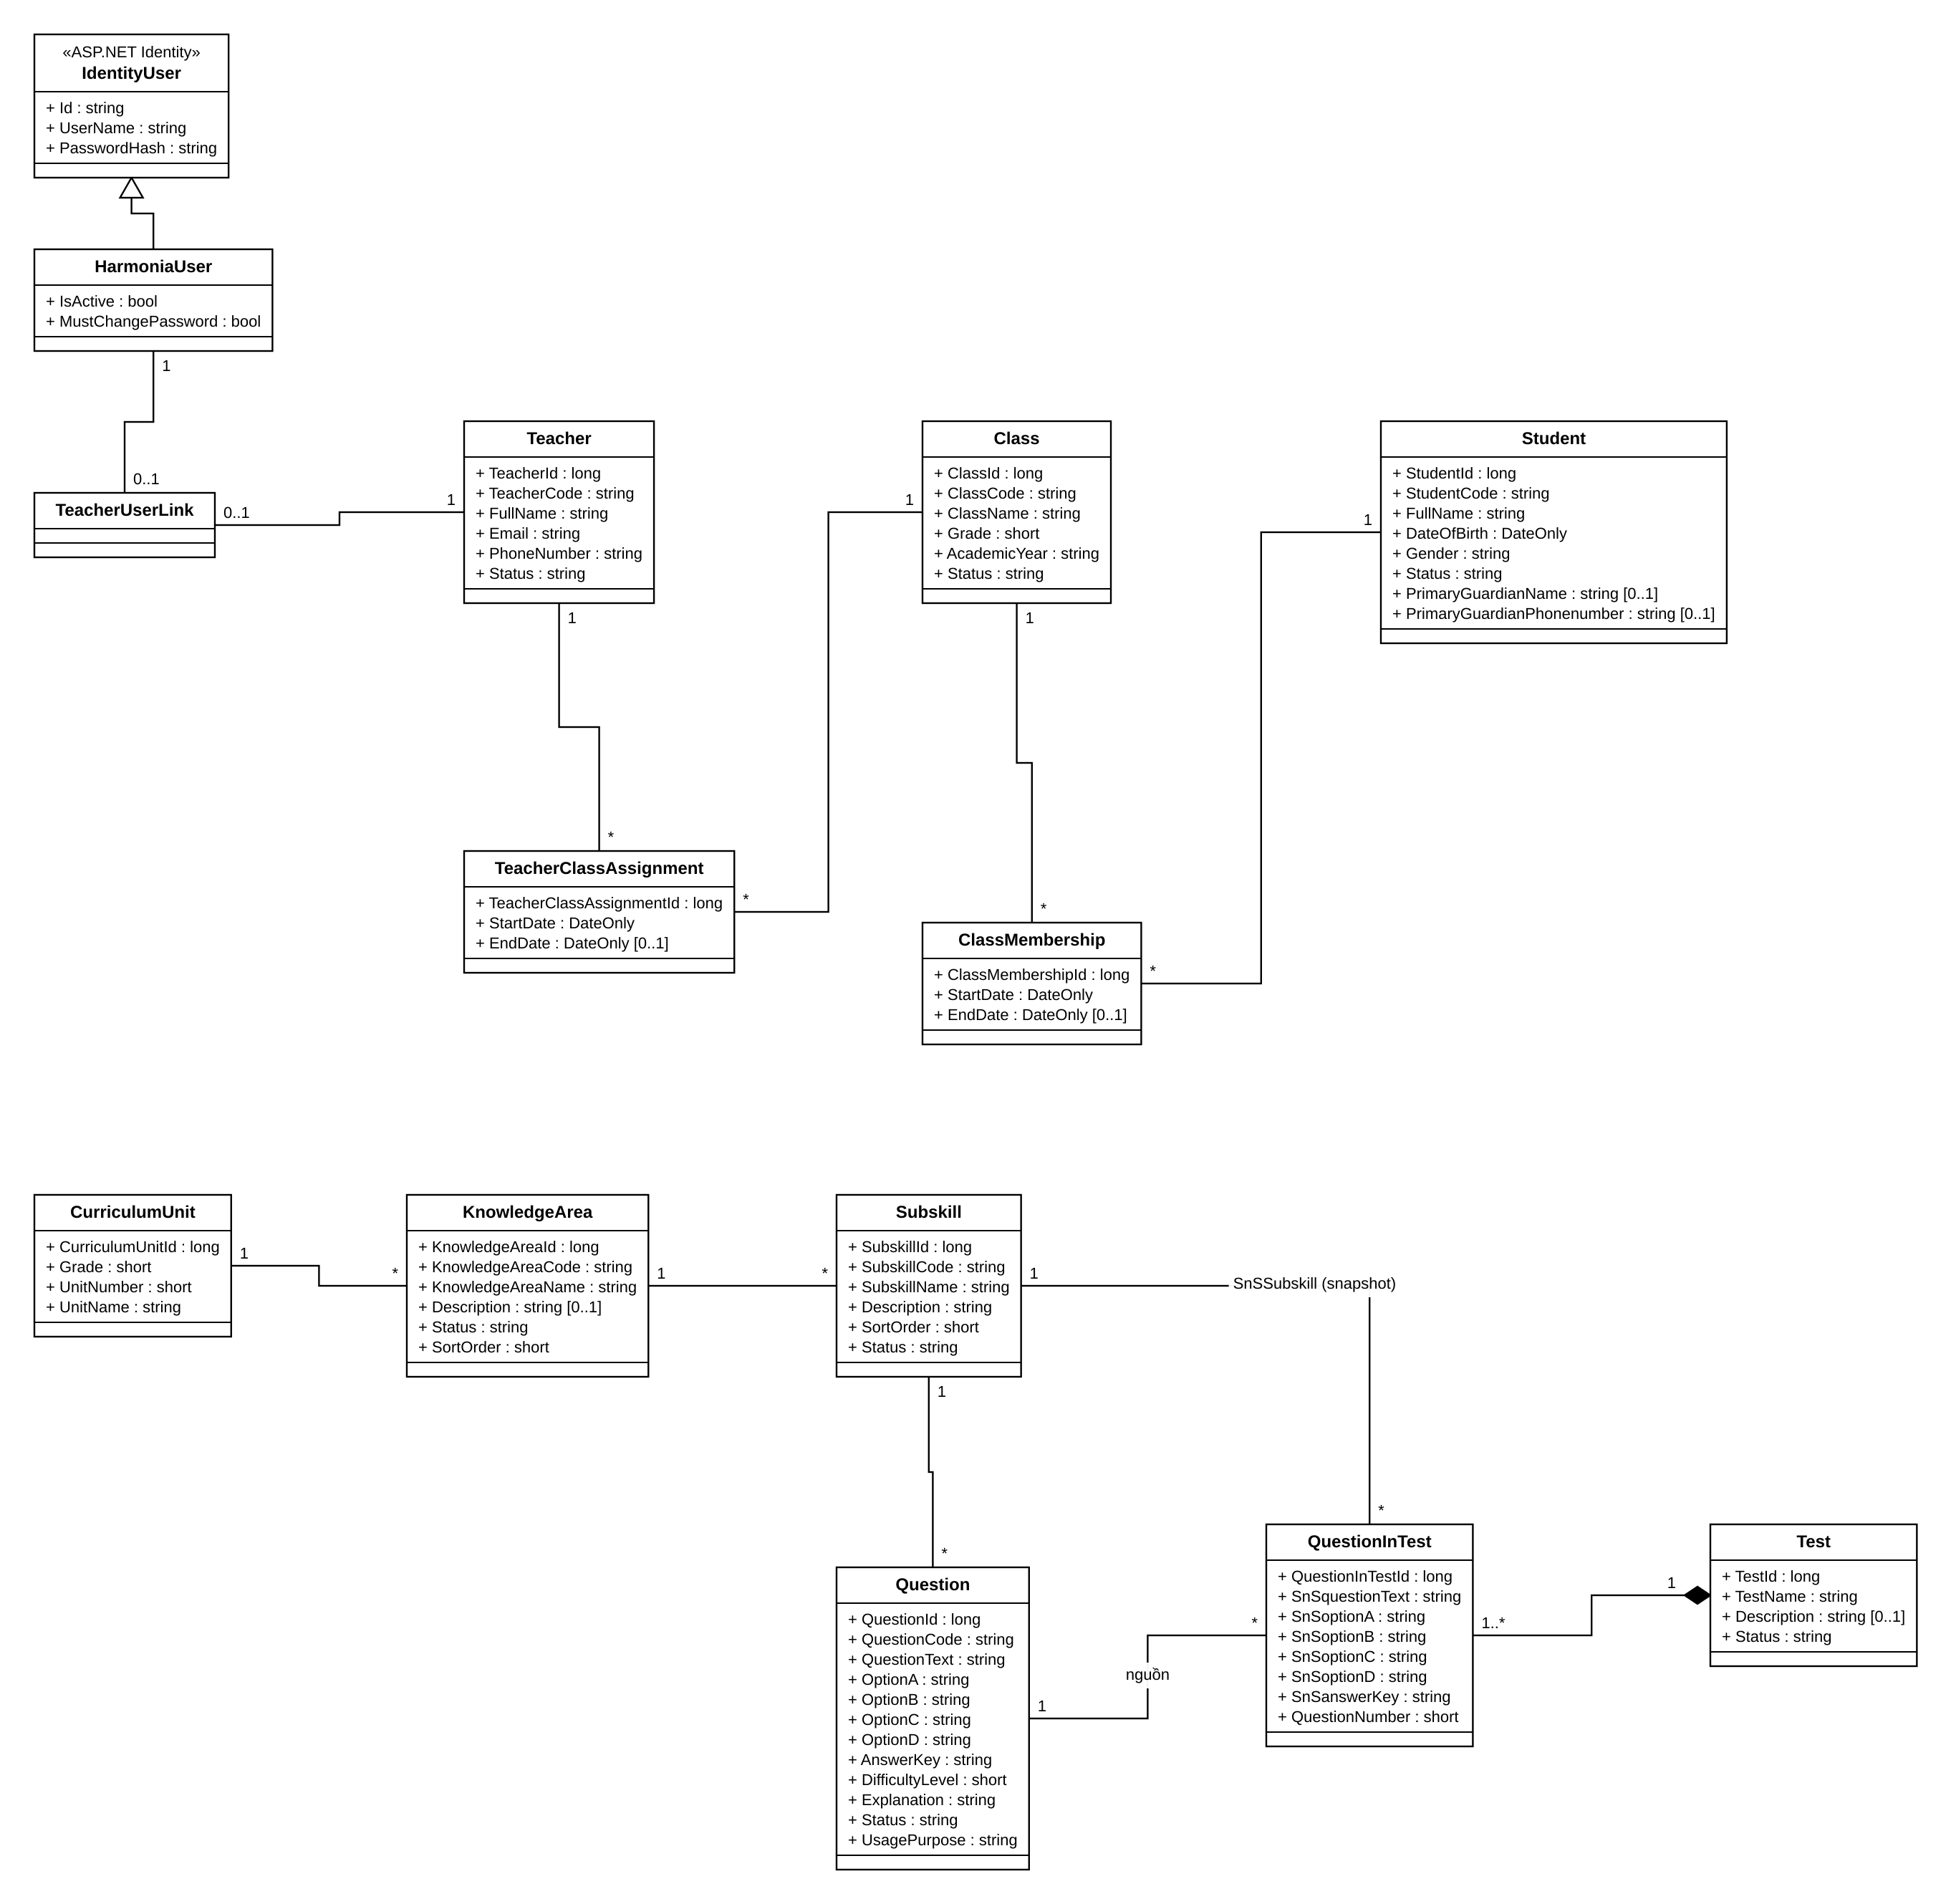 «ASP.NET Identity»
IdentityUser
+ Id : string
+ UserName : string
+ PasswordHash : string
HarmoniaUser
+ IsActive : bool
+ MustChangePassword : bool
1
0..1
TeacherUserLink
0..1
1
Teacher
+ TeacherId : long
+ TeacherCode : string
+ FullName : string
+ Email : string
+ PhoneNumber : string
+ Status : string
1
*
TeacherClassAssignment
+ TeacherClassAssignmentId : long
+ StartDate : DateOnly
+ EndDate : DateOnly [0..1]
*
1
Class
+ ClassId : long
+ ClassCode : string
+ ClassName : string
+ Grade : short
+ AcademicYear : string
+ Status : string
1
*
ClassMembership
+ ClassMembershipId : long
+ StartDate : DateOnly
+ EndDate : DateOnly [0..1]
*
1
Student
+ StudentId : long
+ StudentCode : string
+ FullName : string
+ DateOfBirth : DateOnly
+ Gender : string
+ Status : string
+ PrimaryGuardianName : string [0..1]
+ PrimaryGuardianPhonenumber : string [0..1]
CurriculumUnit
+ CurriculumUnitId : long
+ Grade : short
+ UnitNumber : short
+ UnitName : string
1
*
KnowledgeArea
+ KnowledgeAreaId : long
+ KnowledgeAreaCode : string
+ KnowledgeAreaName : string
+ Description : string [0..1]
+ Status : string
+ SortOrder : short
1
*
Subskill
+ SubskillId : long
+ SubskillCode : string
+ SubskillName : string
+ Description : string
+ SortOrder : short
+ Status : string
1
SnSSubskill (snapshot)
*
1
*
Question
+ QuestionId : long
+ QuestionCode : string
+ QuestionText : string
+ OptionA : string
+ OptionB : string
+ OptionC : string
+ OptionD : string
+ AnswerKey : string
+ DifficultyLevel : short
+ Explanation : string
+ Status : string
+ UsagePurpose : string
1
nguồn
*
QuestionInTest
+ QuestionInTestId : long
+ SnSquestionText : string
+ SnSoptionA : string
+ SnSoptionB : string
+ SnSoptionC : string
+ SnSoptionD : string
+ SnSanswerKey : string
+ QuestionNumber : short
1..*
1
Test
+ TestId : long
+ TestName : string
+ Description : string [0..1]
+ Status : string